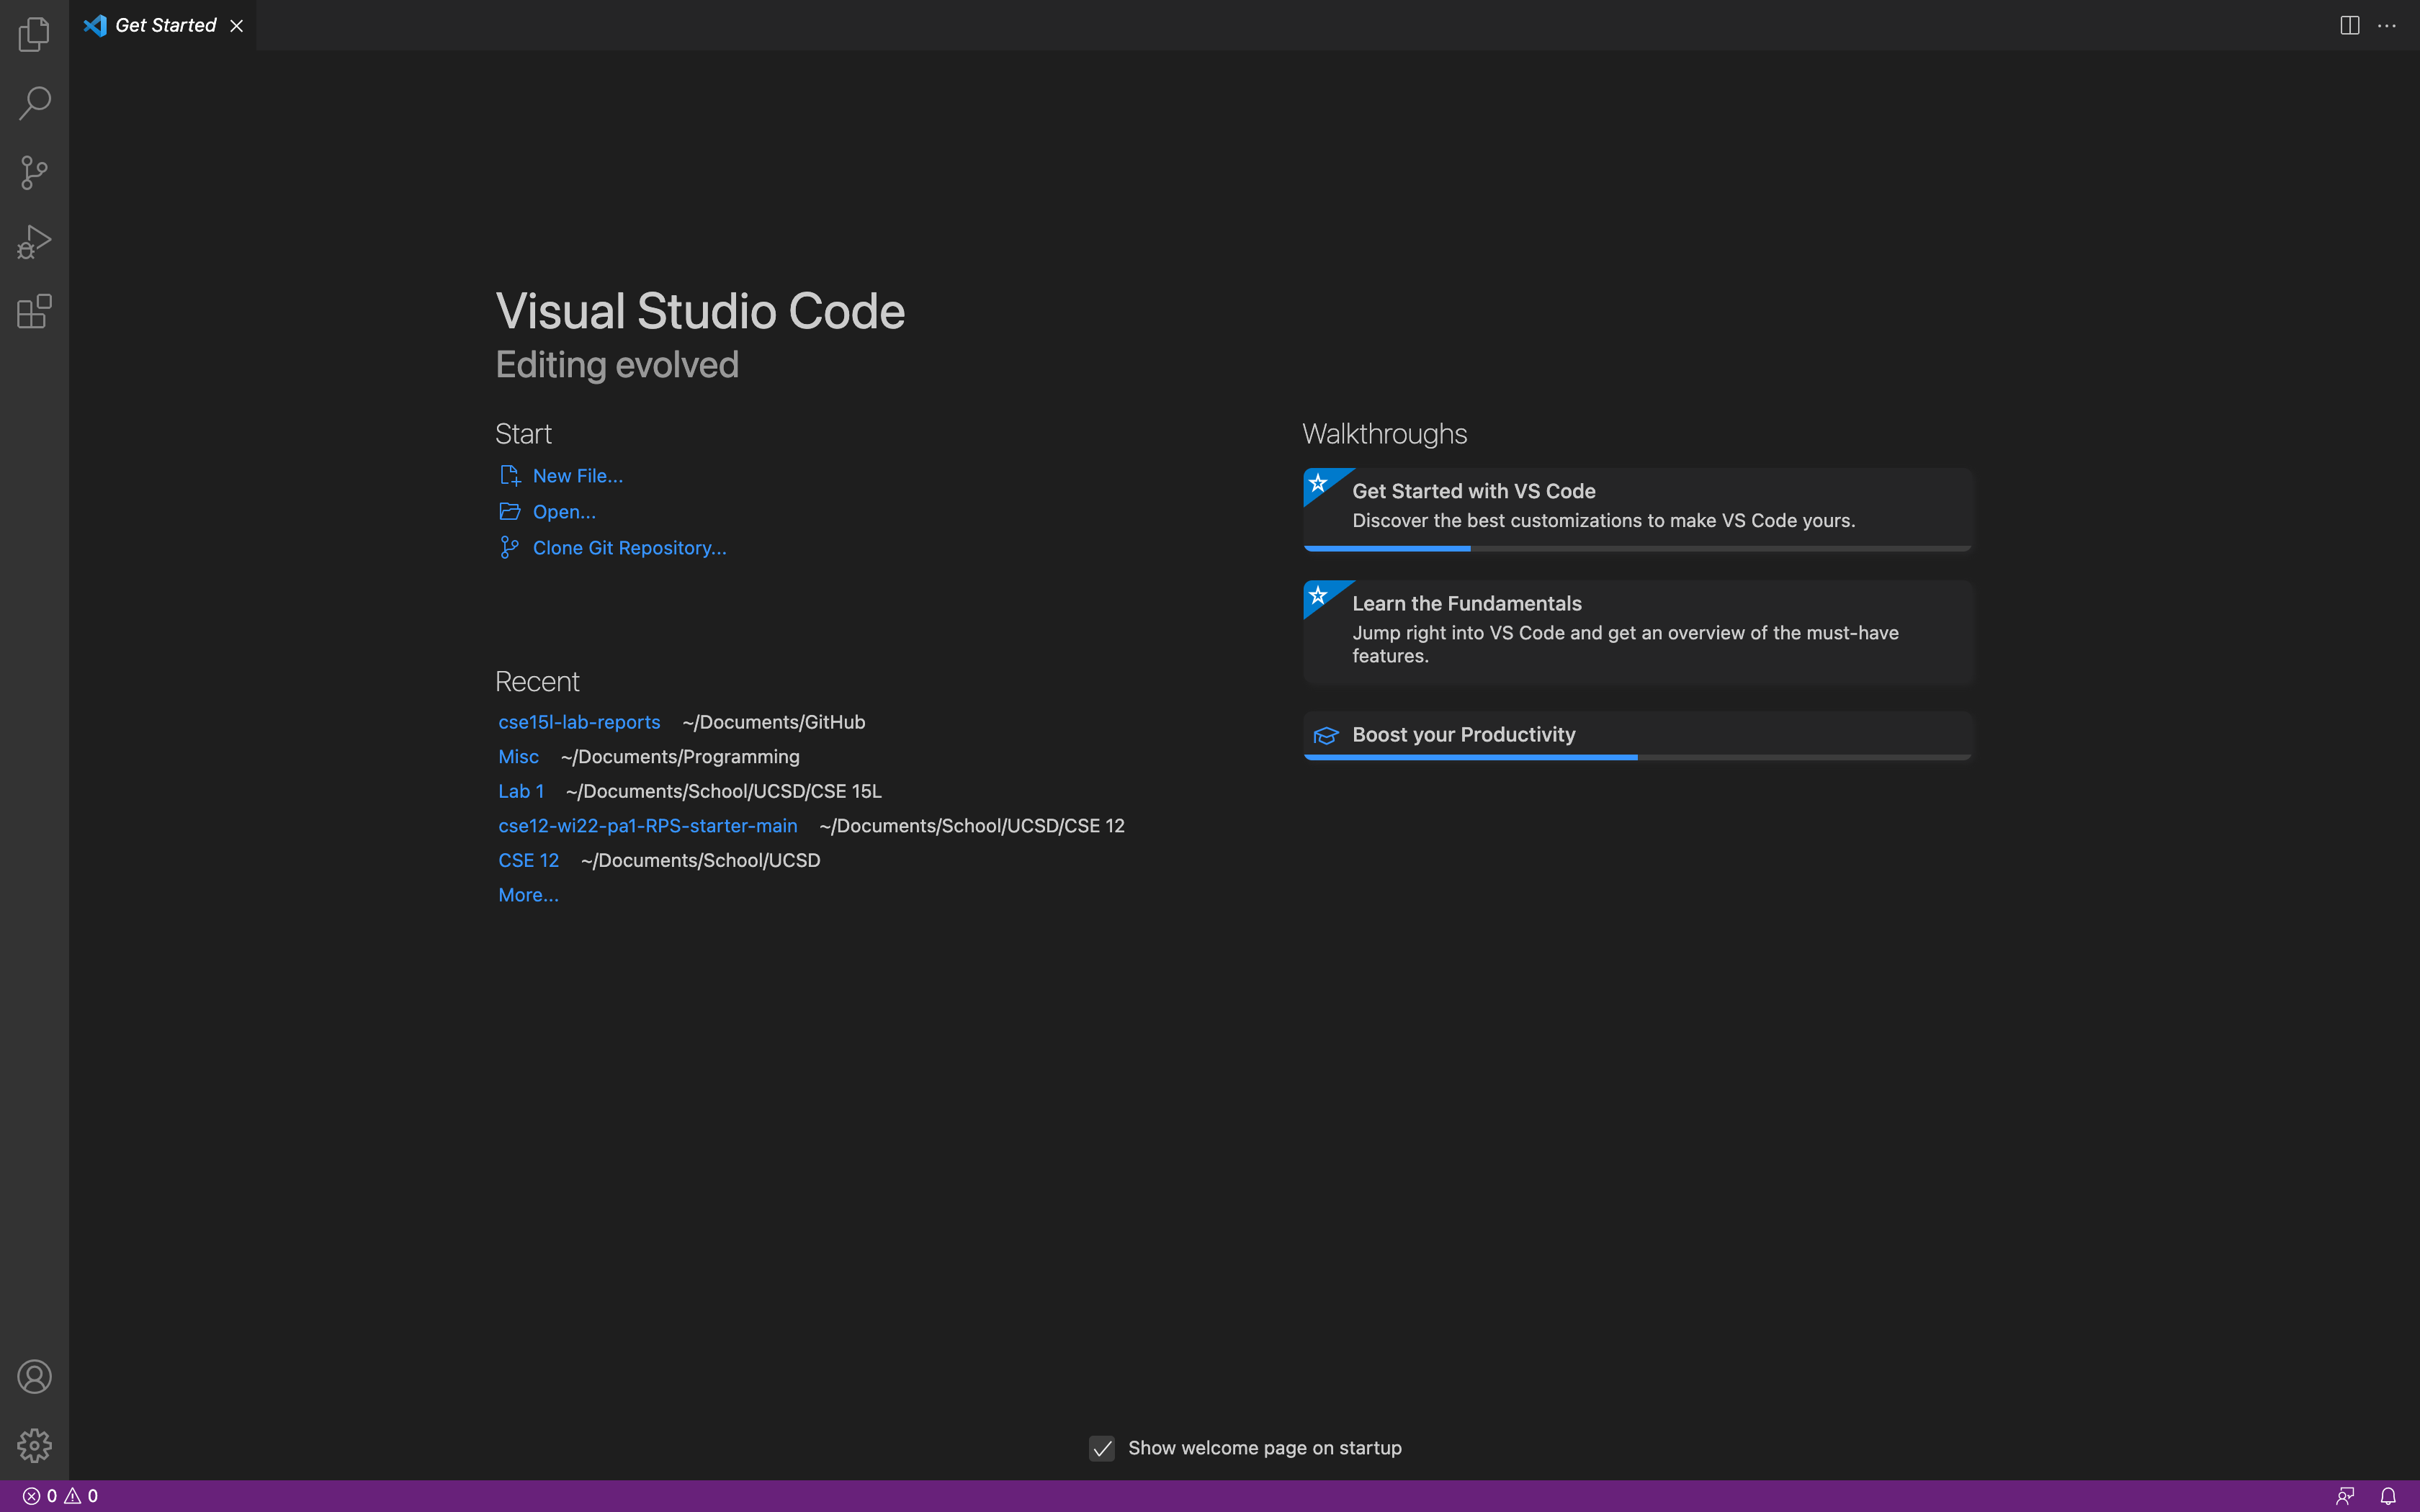 Get Started
Visual Studio Code
Editing evolved
Start
New File...
Open...
Clone Git Repository...
Recent
cse15l-lab-reports ~/Documents/GitHub
Misc ~/Documents/Programming
Lab 1 ~/Documents/School/UCSD/CSE 15L
cse12-wi22-pa1-RPS-starter-main ~/Documents/School/UCSD/CSE 12
CSE 12 ~/Documents/School/UCSD
More...
Walkthroughs
Get Started with VS Code
Discover the best customizations to make VS Code yours.
Learn the Fundamentals
Jump right into VS Code and get an overview of the must-have
features.
Boost your Productivity
Show welcome page on startup
0 0